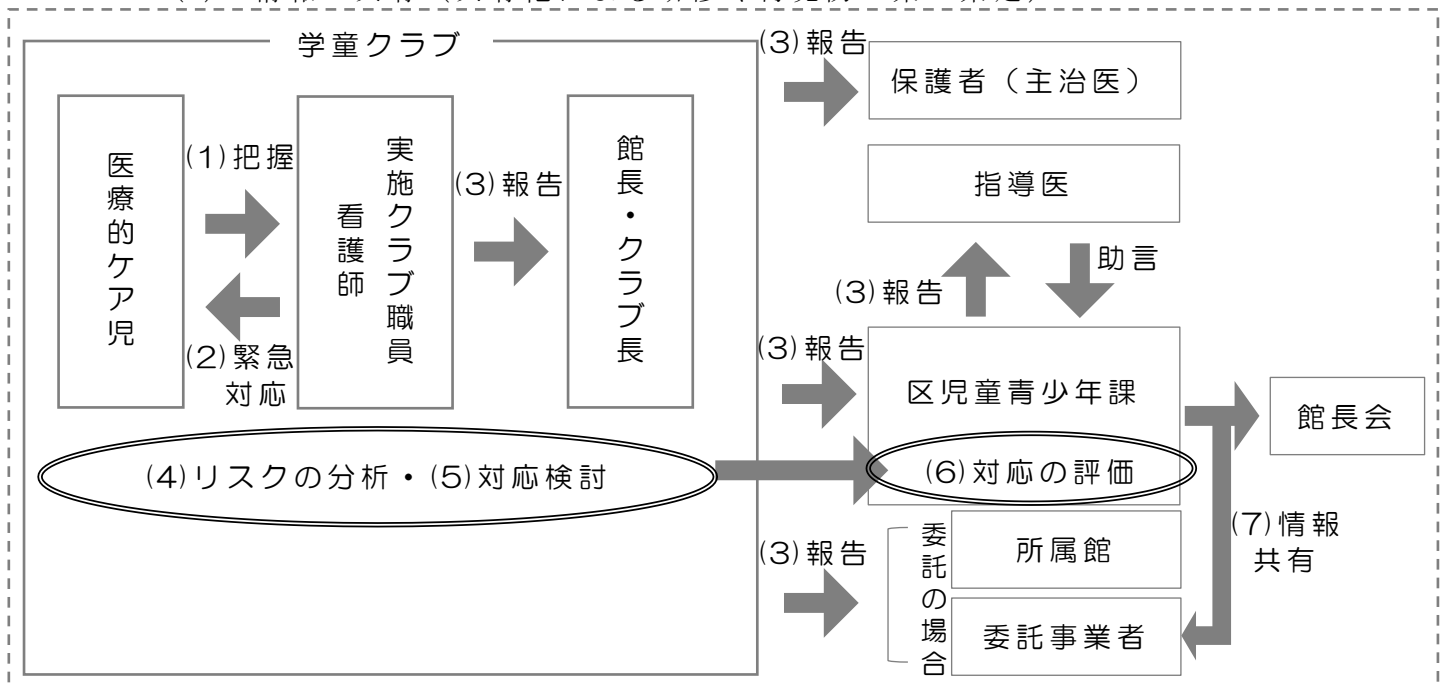 学童クラブ
医療的ケア児
(1)把握
(2)緊急
対応
実施クラブ職員
看護師
(3)報告
館長・クラブ長
(4)リスクの分析・(5)対応検討
(3)報告
保護者（主治医）
指導医
(3)報告
助言
(3)報告
区児童青少年課
(6)対応の評価
館長会
(7)情報
共有
(3)報告
委託の場合
所属館
委託事業者